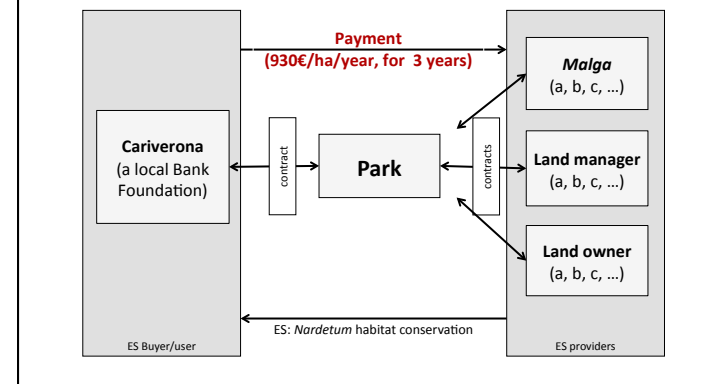 Payment
(930€/ha/year, for 3 years)
Cariverona
(a local Bank
Foundation)
contract
Park
contracts
Malga
(a, b, c, ...)
Land manager
(a, b, c, ...)
Land owner
(a, b, c, ...)
ES: Nardetum habitat conservation
ES Buyer/user
ES providers